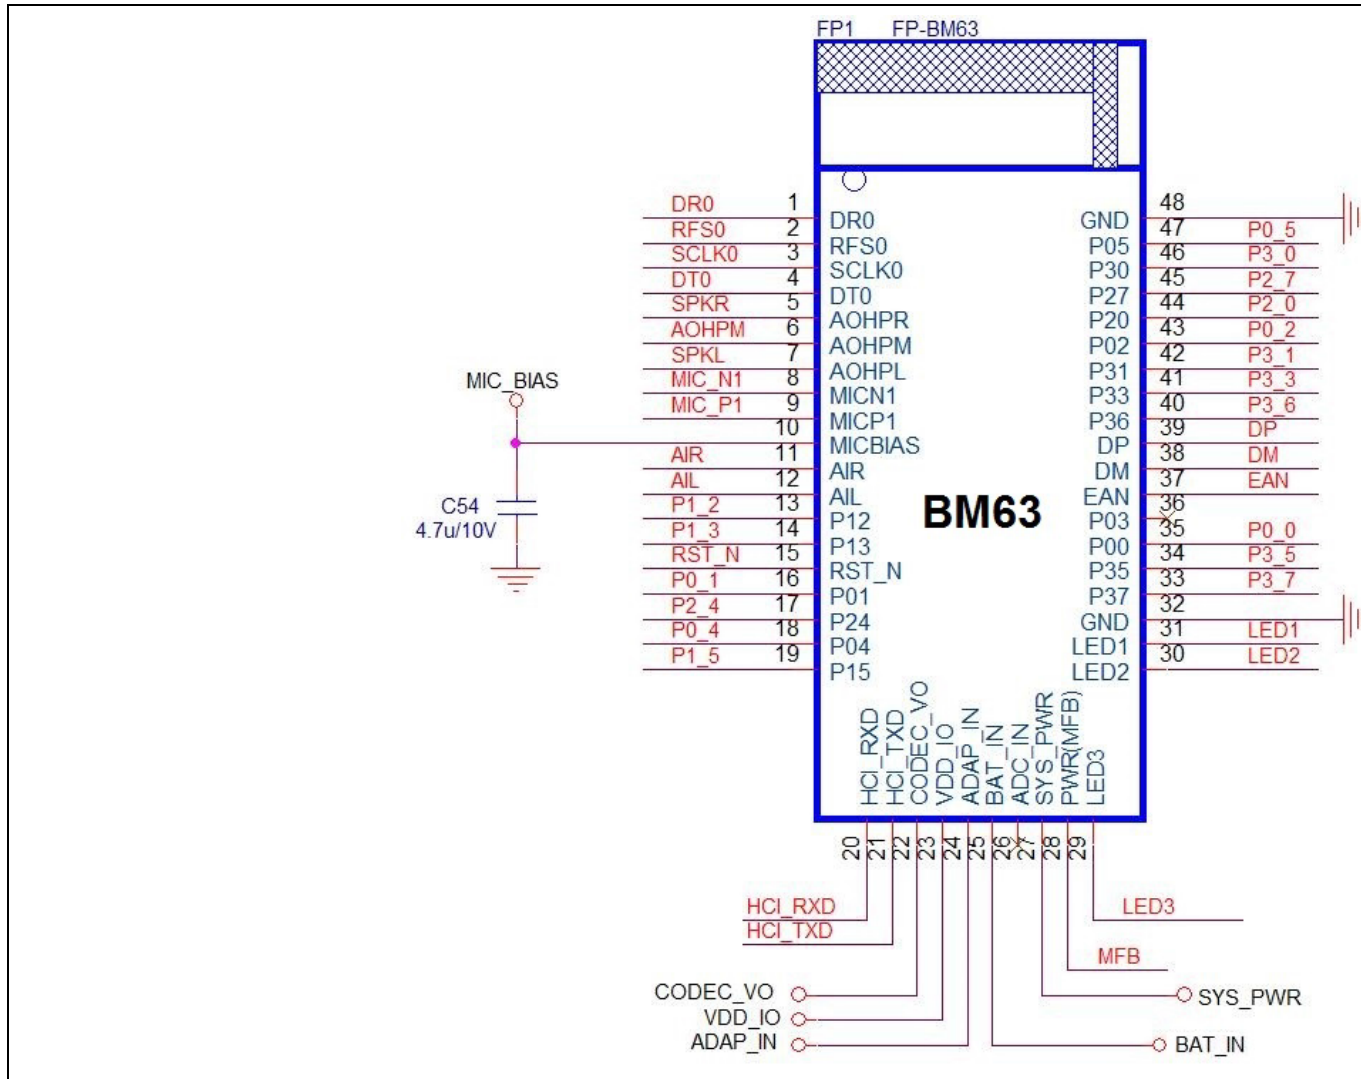 FP1 FP-BM63
DR0 1 DR0
RFS0 2 RFS0
SCLK0 3 SCLK0
DT0 4 DT0
SPKR 5 AOHPR
AOHPM 6 AOHPM
SPKL 7 AOHPL
MIC_N1 8 MICN1
MIC_P1 9 MICP1
MIC_BIAS
10 MICBIAS
C54
4.7u/10V
AIR 11 AIR
AIL 12 AIL
P1_2 13 P12
P1_3 14 P13
RST_N 15 RST_N
P0_1 16 P01
P2_4 17 P24
P0_4 18 P04
P1_5 19 P15
BM63
GND 48
P05 47 P0_5
P30 46 P3_0
P27 45 P2_7
P20 44 P2_0
P02 43 P0_2
P31 42 P3_1
P33 41 P3_3
P36 40 P3_6
DP 39 DP
DM 38 DM
EAN 37 EAN
P03 36
P00 35 P0_0
P35 34 P3_5
P37 33 P3_7
GND 32
LED1 31 LED1
LED2 30 LED2
HCI_RXD 20
HCI_TXD 21
CODEC_VO 22
VDD_IO 23
ADAP_IN 24
BAT_IN 25
ADC_IN 26
SYS_PWR 27
PWR(MFB) 28
LED3 29
HCI_RXD
HCI_TXD
LED3
MFB
CODEC_VO
VDD_IO
ADAP_IN
SYS_PWR
BAT_IN